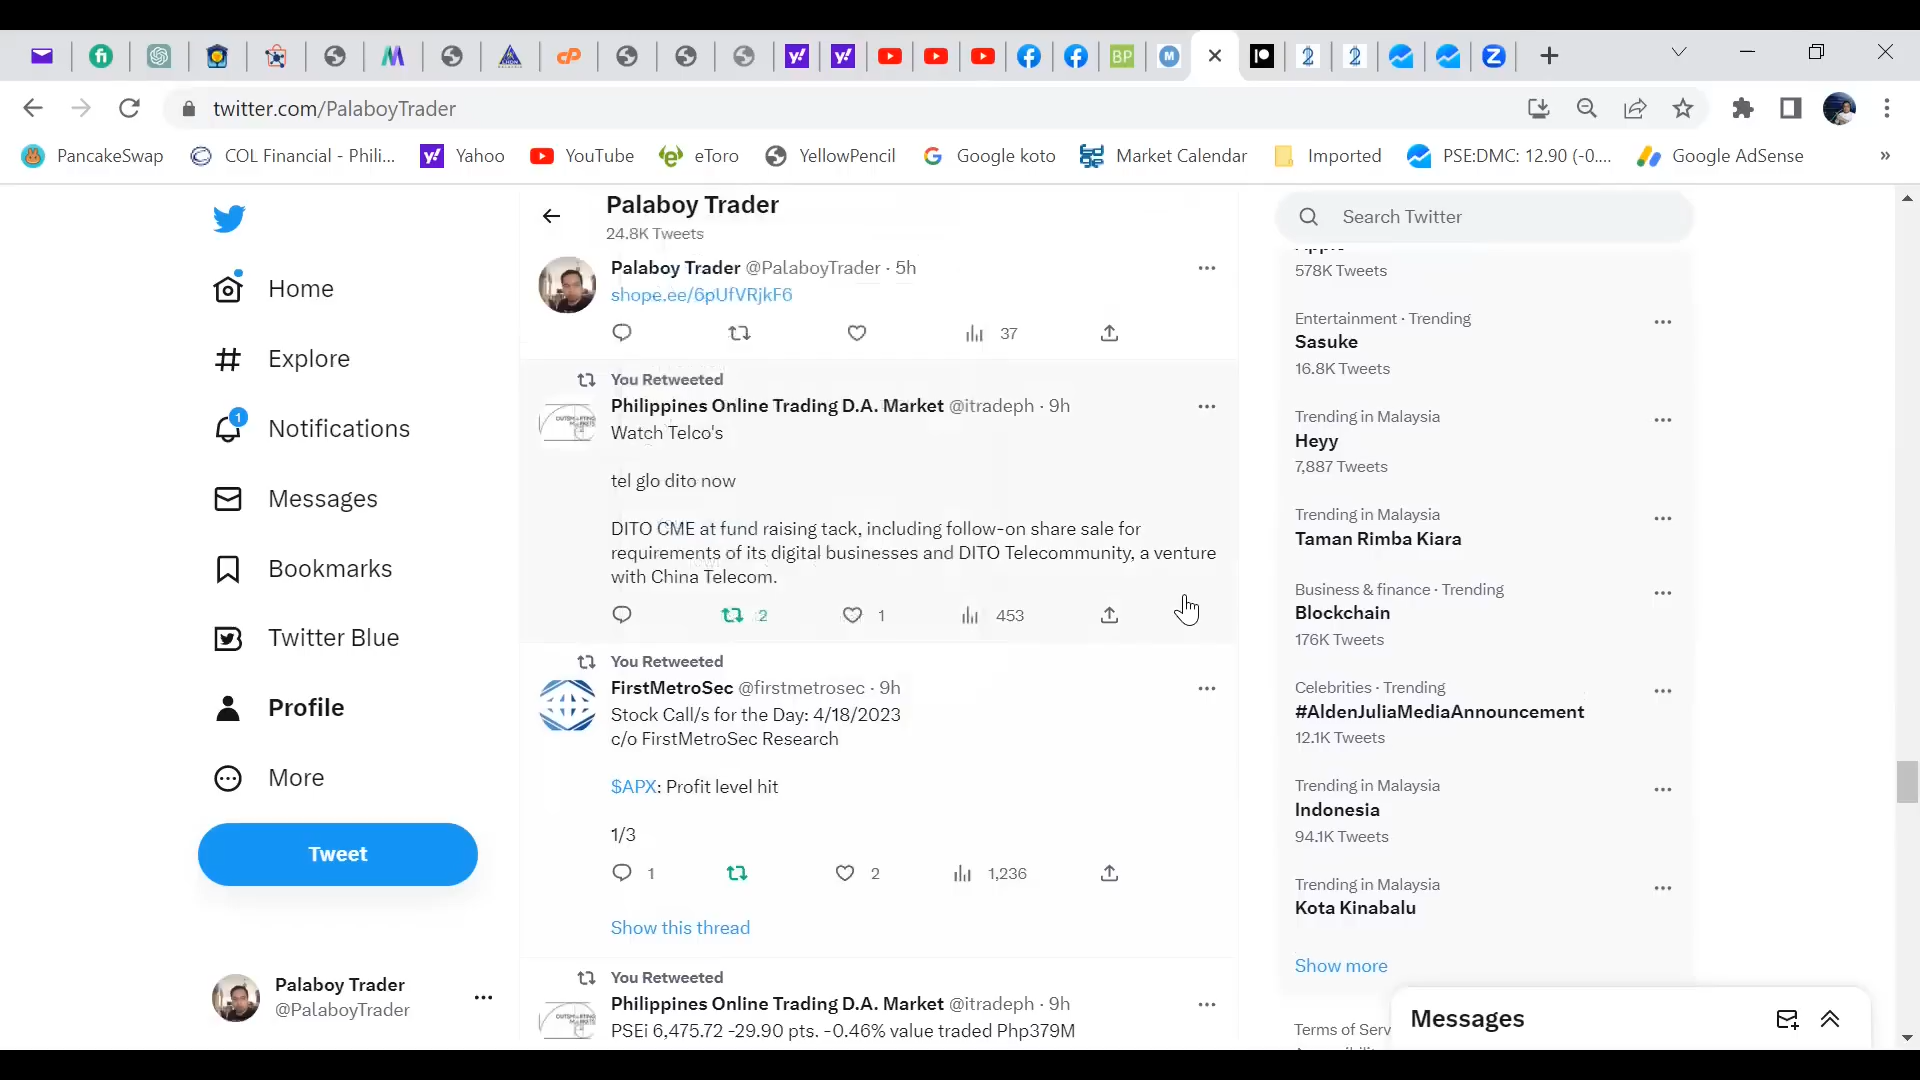 twitter.com/PalaboyTrader
PancakeSwap
COL Financial - Phili...
Yahoo
YouTube
eToro
YellowPencil
Google koto
Market Calendar
Imported
PSE:DMC: 12.90 (-0....
Google AdSense
Home
Explore
1
Notifications
Messages
Bookmarks
Twitter Blue
Profile
More
Tweet
Palaboy Trader
@PalaboyTrader
Palaboy Trader
24.8K Tweets
Palaboy Trader @PalaboyTrader · 5h
shope.ee/6pUfVRjkF6
37
You Retweeted
Philippines Online Trading D.A. Market @itradeph · 9h
Watch Telco's
tel glo dito now
DITO CME at fund raising tack, including follow-on share sale for
requirements of its digital businesses and DITO Telecommunity, a venture
with China Telecom.
2 1 453
You Retweeted
FirstMetroSec @firstmetrosec · 9h
Stock Call/s for the Day: 4/18/2023
c/o FirstMetroSec Research
$APX: Profit level hit
1/3
1 2 1,236
Show this thread
You Retweeted
Philippines Online Trading D.A. Market @itradeph · 9h
PSEi 6,475.72 -29.90 pts. -0.46% value traded Php379M
Search Twitter
578K Tweets
Entertainment · Trending
Sasuke
16.8K Tweets
Trending in Malaysia
Heyy
7,887 Tweets
Trending in Malaysia
Taman Rimba Kiara
Business & finance · Trending
Blockchain
176K Tweets
Celebrities · Trending
#AldenJuliaMediaAnnouncement
12.1K Tweets
Trending in Malaysia
Indonesia
94.1K Tweets
Trending in Malaysia
Kota Kinabalu
Show more
Terms of Serv
Messages